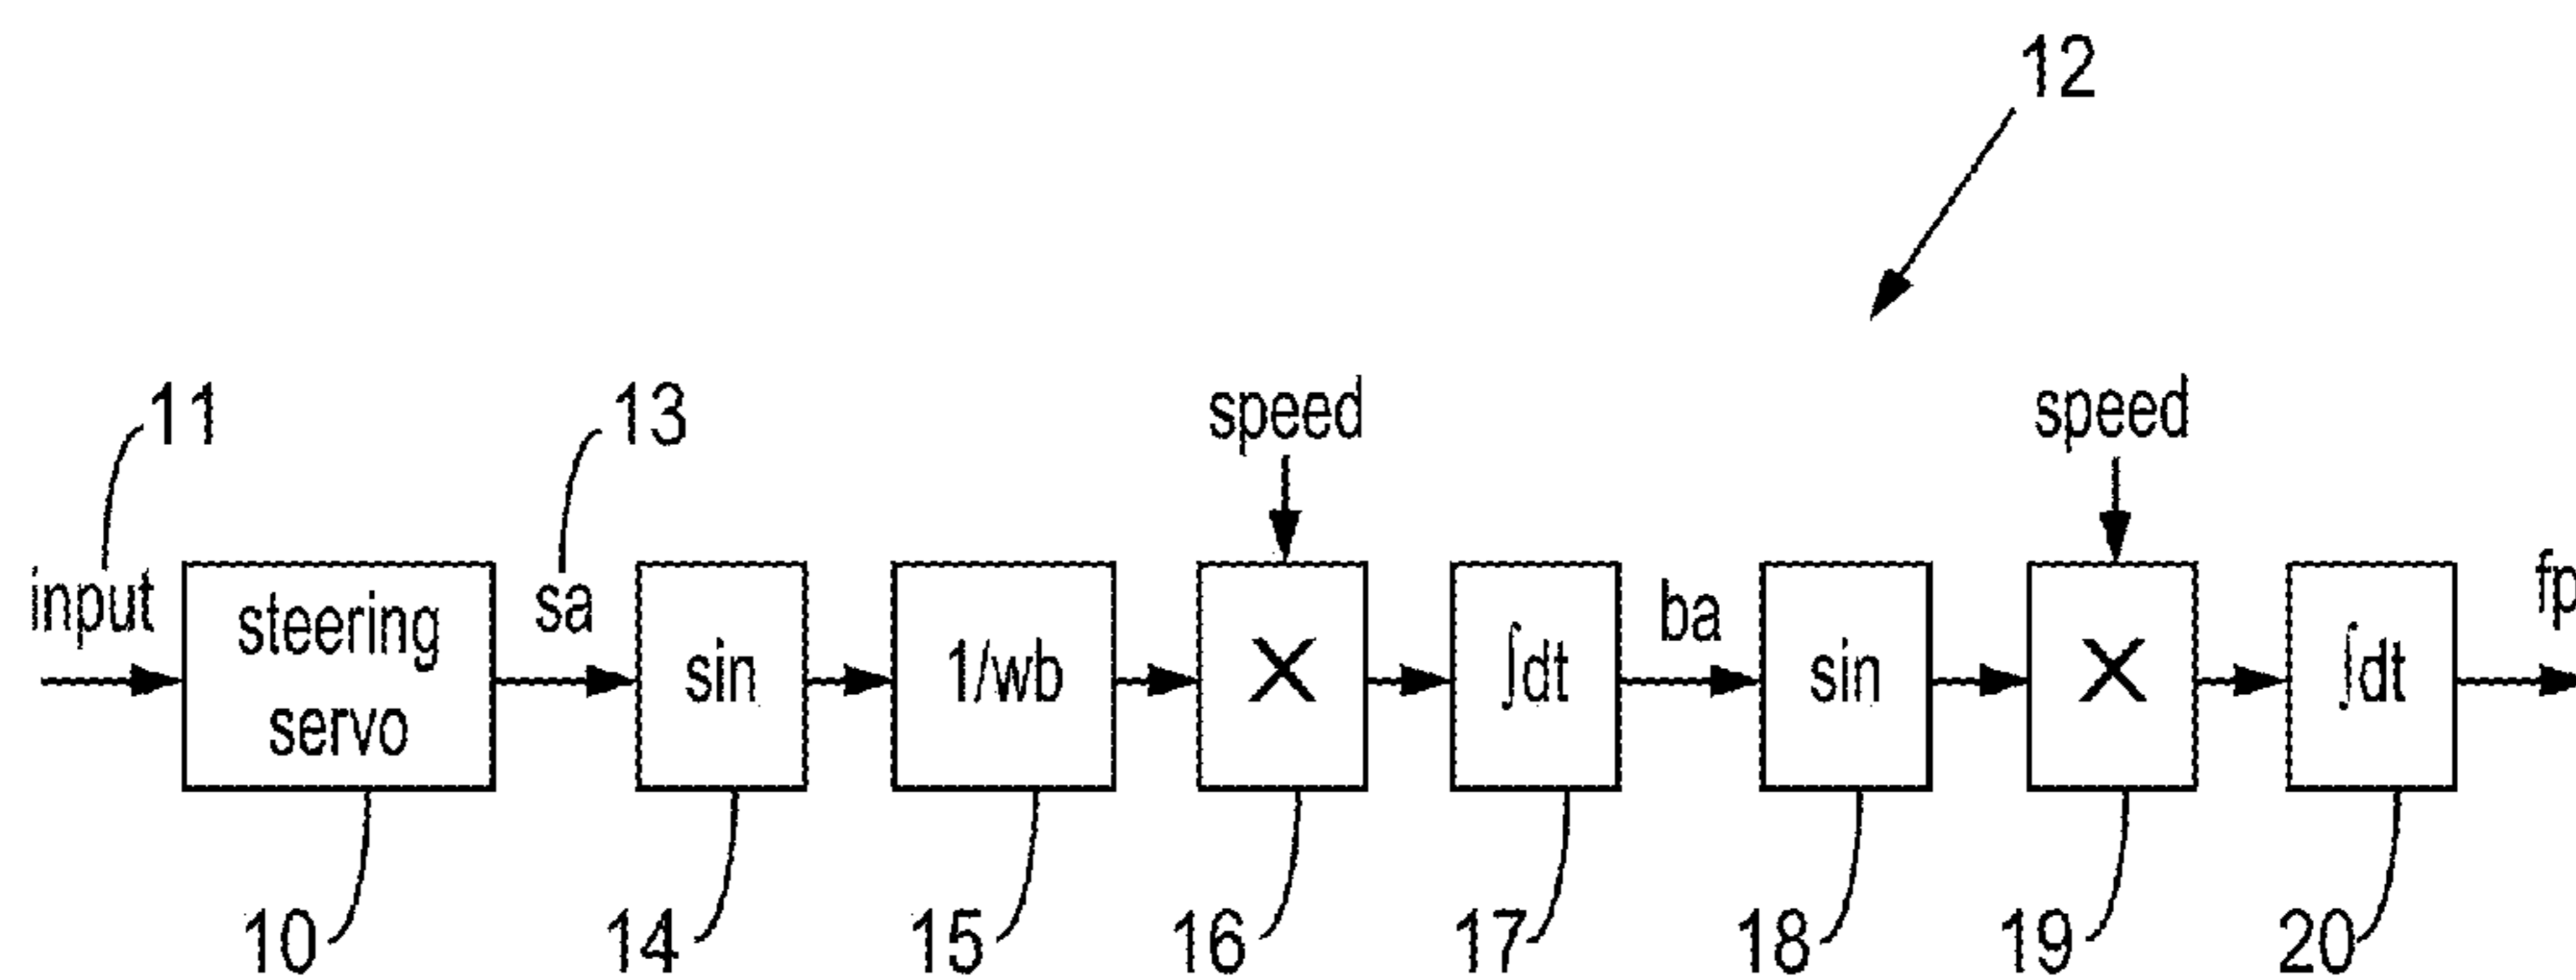 12
11
13
speed
speed
input
steering
servo
sa
sin
1/wb
X
∫dt
ba
sin
X
∫dt
fp
10
14
15
16
17
18
19
20